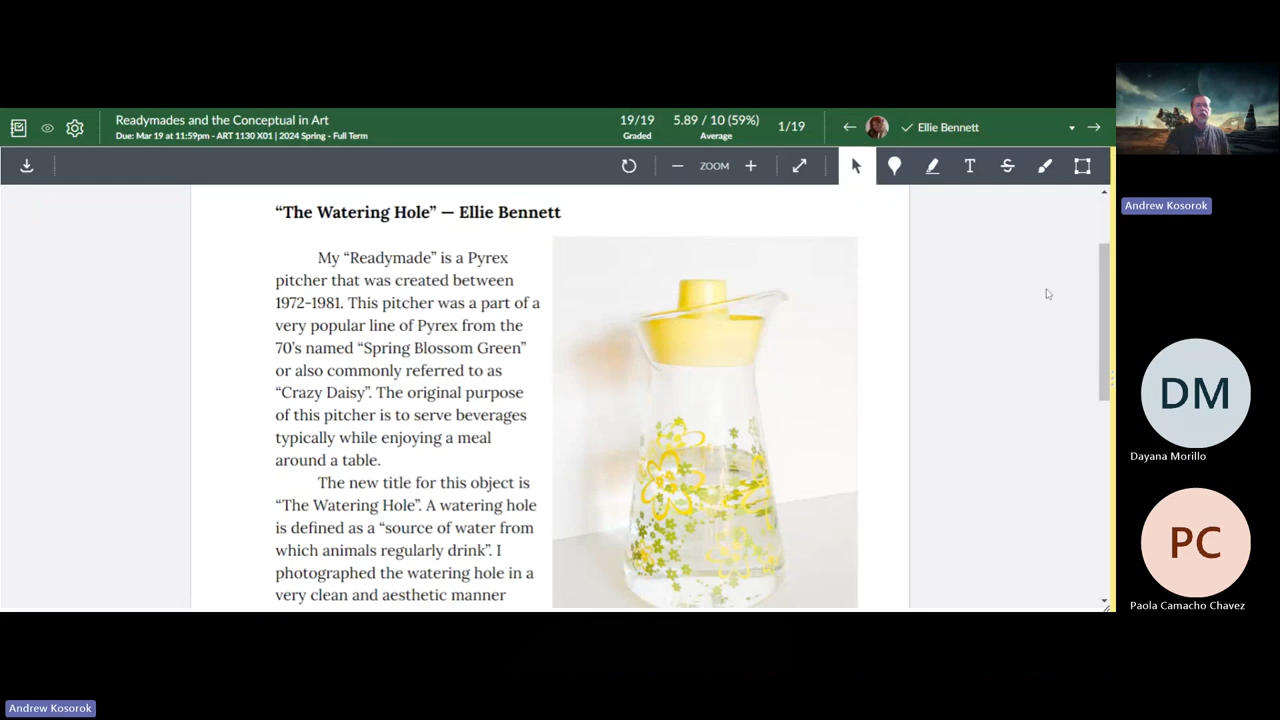 Readymades and the Conceptual in Art
Due: Mar 19 at 11:59pm - ART 1130 X01 | 2024 Spring - Full Term
19/19
Graded
5.89 / 10 (59%)
Average
1/19
Ellie Bennett
ZOOM
T
S
“The Watering Hole” — Ellie Bennett
My “Readymade” is a Pyrex
pitcher that was created between
1972-1981. This pitcher was a part of a
very popular line of Pyrex from the
70’s named “Spring Blossom Green”
or also commonly referred to as
“Crazy Daisy”. The original purpose
of this pitcher is to serve beverages
typically while enjoying a meal
around a table.
The new title for this object is
“The Watering Hole”. A watering hole
is defined as a “source of water from
which animals regularly drink”. I
photographed the watering hole in a
very clean and aesthetic manner
Andrew Kosorok
DM
Dayana Morillo
PC
Paola Camacho Chavez
Andrew Kosorok